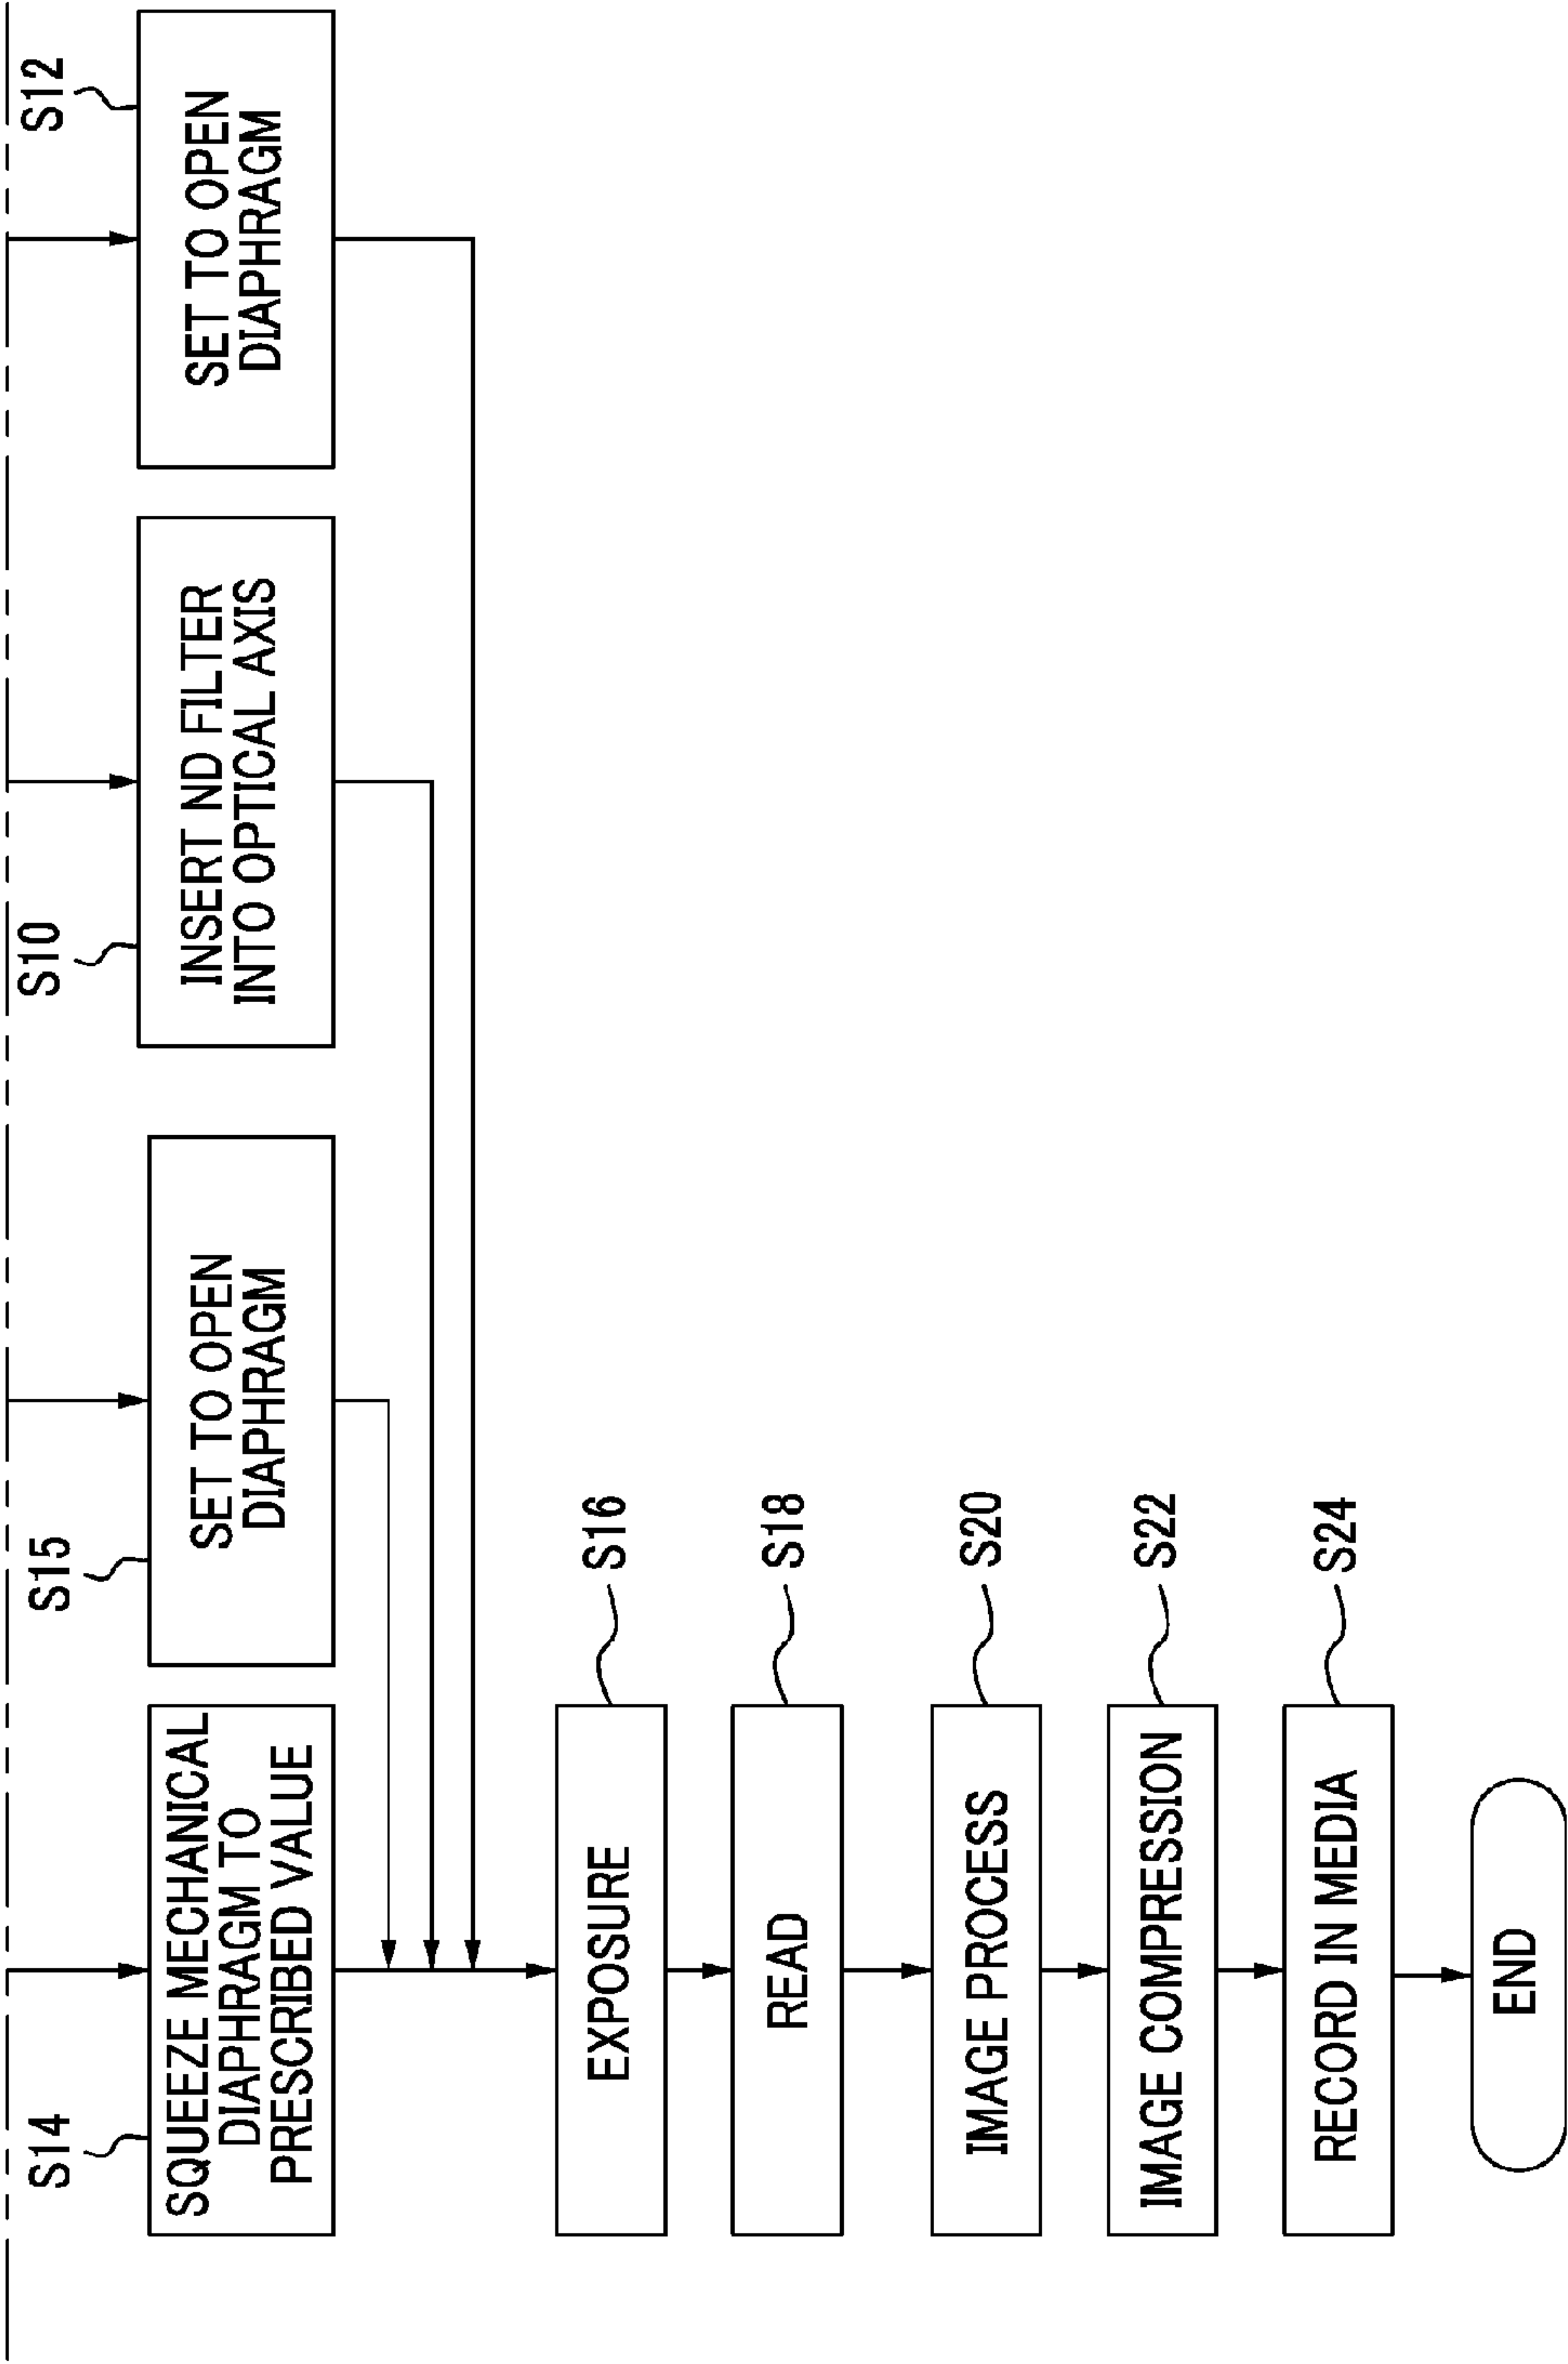 S14
SQUEEZE MECHANICAL
DIAPHRAGM TO
PRESCRIBED VALUE
S15
SET TO OPEN
DIAPHRAGM
S10
INSERT ND FILTER
INTO OPTICAL AXIS
S12
SET TO OPEN
DIAPHRAGM
EXPOSURE
S16
READ
S18
IMAGE PROCESS
S20
IMAGE COMPRESSION
S22
RECORD IN MEDIA
S24
END